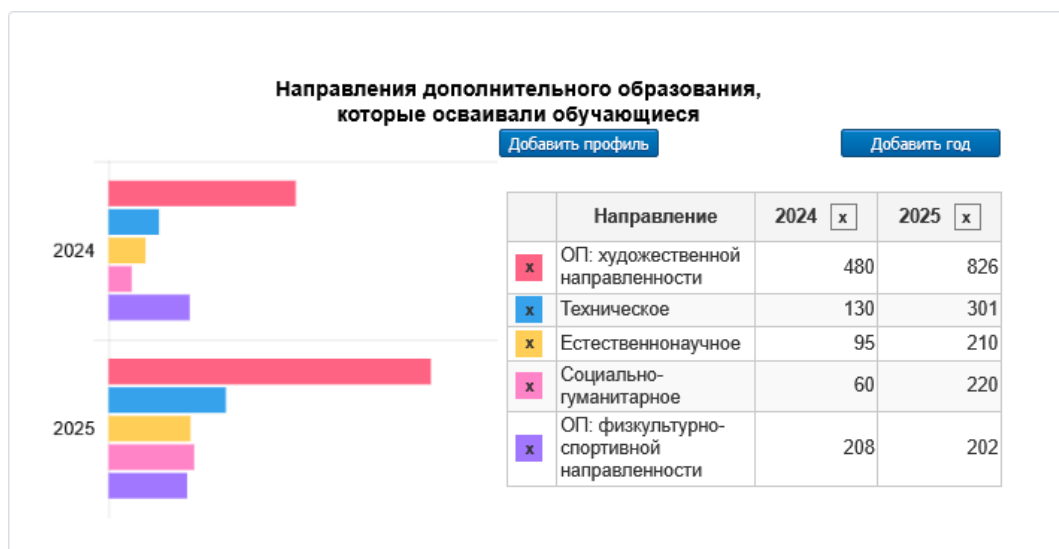 Направления дополнительного образования,
которые осваивали обучающиеся
Добавить профиль
Добавить год
2024
2025
Направление 2024 x 2025 x
x ОП: художественной
направленности 480 826
x Техническое 130 301
x Естественнонаучное 95 210
x Социально-
гуманитарное 60 220
x ОП: физкультурно-
спортивной
направленности 208 202